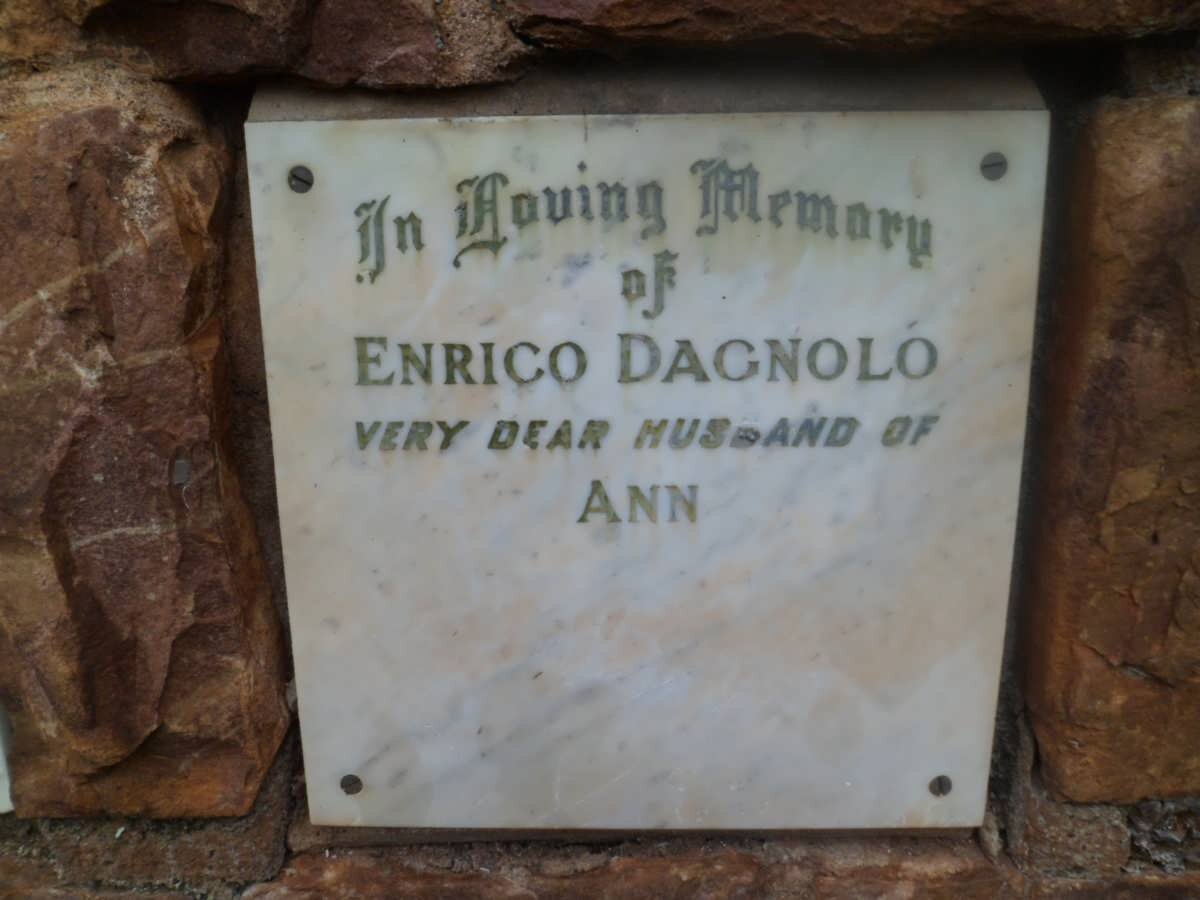 In Loving Memory
of
ENRICO DAGNOLO
VERY DEAR HUSBAND OF
ANN